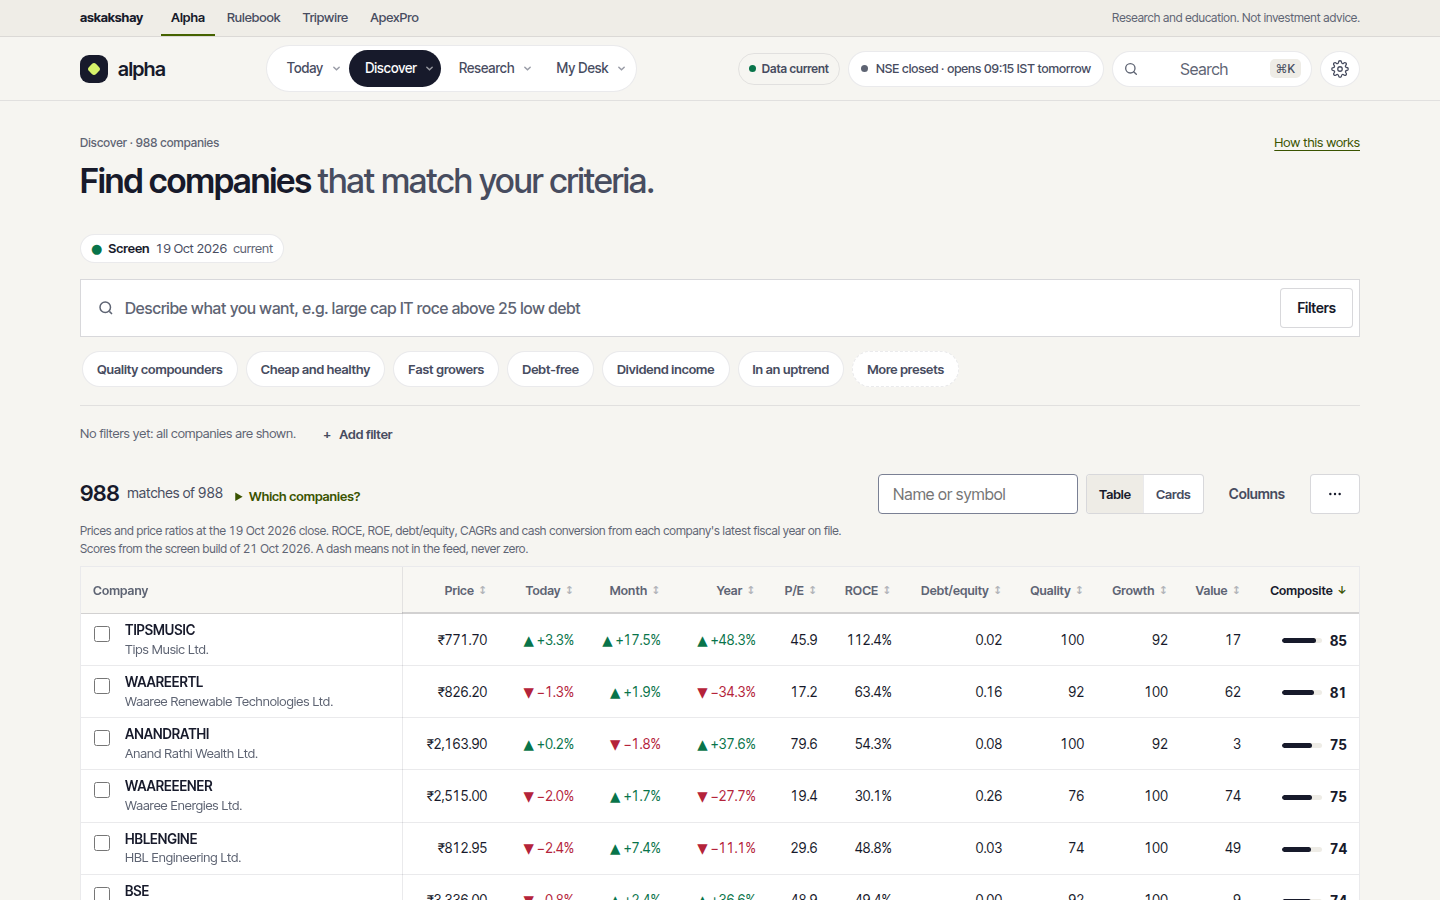 askakshay Alpha Rulebook Tripwire ApexPro Research and education. Not investment advice.
alpha Today Discover Research My Desk Data current NSE closed · opens 09:15 IST tomorrow Search ⌘K
Discover · 988 companies How this works
Find companies that match your criteria.
Screen 19 Oct 2026 current
Describe what you want, e.g. large cap IT roce above 25 low debt Filters
Quality compounders Cheap and healthy Fast growers Debt-free Dividend income In an uptrend More presets
No filters yet: all companies are shown. + Add filter
988 matches of 988 ▶ Which companies? Name or symbol Table Cards Columns ···
Prices and price ratios at the 19 Oct 2026 close. ROCE, ROE, debt/equity, CAGRs and cash conversion from each company's latest fiscal year on file.
Scores from the screen build of 21 Oct 2026. A dash means not in the feed, never zero.
Company Price ↕ Today ↕ Month ↕ Year ↕ P/E ↕ ROCE ↕ Debt/equity ↕ Quality ↕ Growth ↕ Value ↕ Composite ↓
TIPSMUSIC
Tips Music Ltd. ₹771.70 ▲ +3.3% ▲ +17.5% ▲ +48.3% 45.9 112.4% 0.02 100 92 17 85
WAAREERTL
Waaree Renewable Technologies Ltd. ₹826.20 ▼ −1.3% ▲ +1.9% ▼ −34.3% 17.2 63.4% 0.16 92 100 62 81
ANANDRATHI
Anand Rathi Wealth Ltd. ₹2,163.90 ▲ +0.2% ▼ −1.8% ▲ +37.6% 79.6 54.3% 0.08 100 92 3 75
WAAREEENER
Waaree Energies Ltd. ₹2,515.00 ▼ −2.0% ▲ +1.7% ▼ −27.7% 19.4 30.1% 0.26 76 100 74 75
HBLENGINE
HBL Engineering Ltd. ₹812.95 ▼ −2.4% ▲ +7.4% ▼ −11.1% 29.6 48.8% 0.03 74 100 49 74
BSE